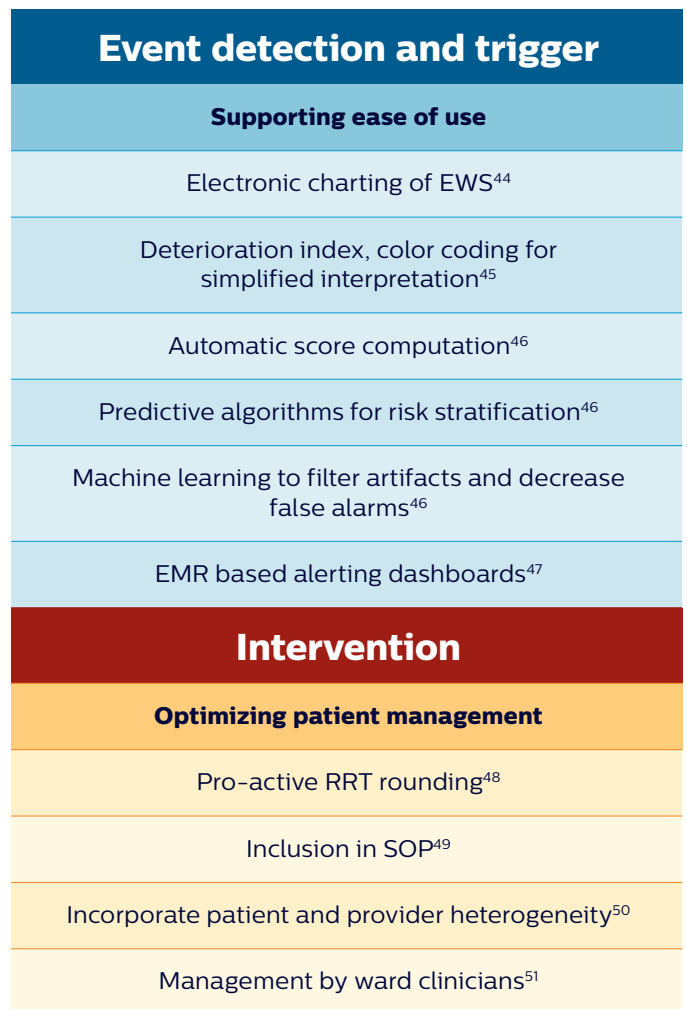 Event detection and trigger
Supporting ease of use
Electronic charting of EWS⁴⁴
Deterioration index, color coding for
simplified interpretation⁴⁵
Automatic score computation⁴⁶
Predictive algorithms for risk stratification⁴⁶
Machine learning to filter artifacts and decrease
false alarms⁴⁶
EMR based alerting dashboards⁴⁷
Intervention
Optimizing patient management
Pro-active RRT rounding⁴⁸
Inclusion in SOP⁴⁹
Incorporate patient and provider heterogeneity⁵⁰
Management by ward clinicians⁵¹